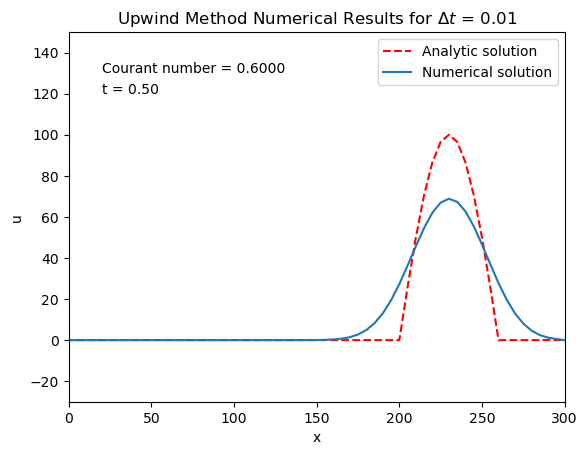 Upwind Method Numerical Results for Δt = 0.01
Courant number = 0.6000
t = 0.50
Analytic solution
Numerical solution
140
120
100
80
60
40
20
0
−20
u
0 50 100 150 200 250 300
x